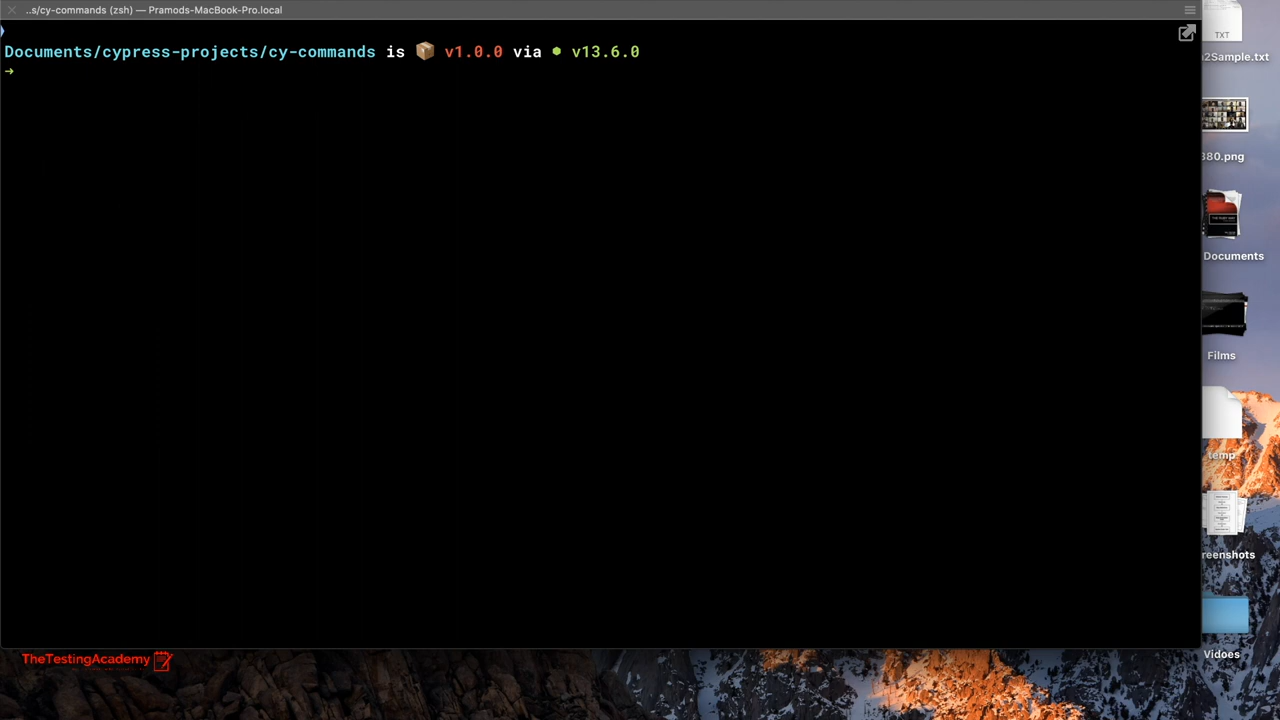 ..s/cy-commands (zsh) — Pramods-MacBook-Pro.local
Documents/cypress-projects/cy-commands is 📦 v1.0.0 via ⬢ v13.6.0
➜
TXT
2Sample.txt
380.png
Documents
Films
temp
reenshots
Vidoes
TheTestingAcademy